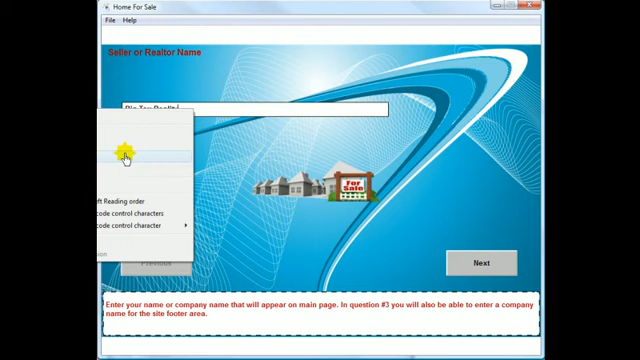 Home For Sale
File Help
Seller or Realtor Name
ft Reading order
code control characters
code control character
ion
For
Sale
Previous
Next
Enter your name or company name that will appear on main page. In question #3 you will also be able to enter a company
name for the site footer area.